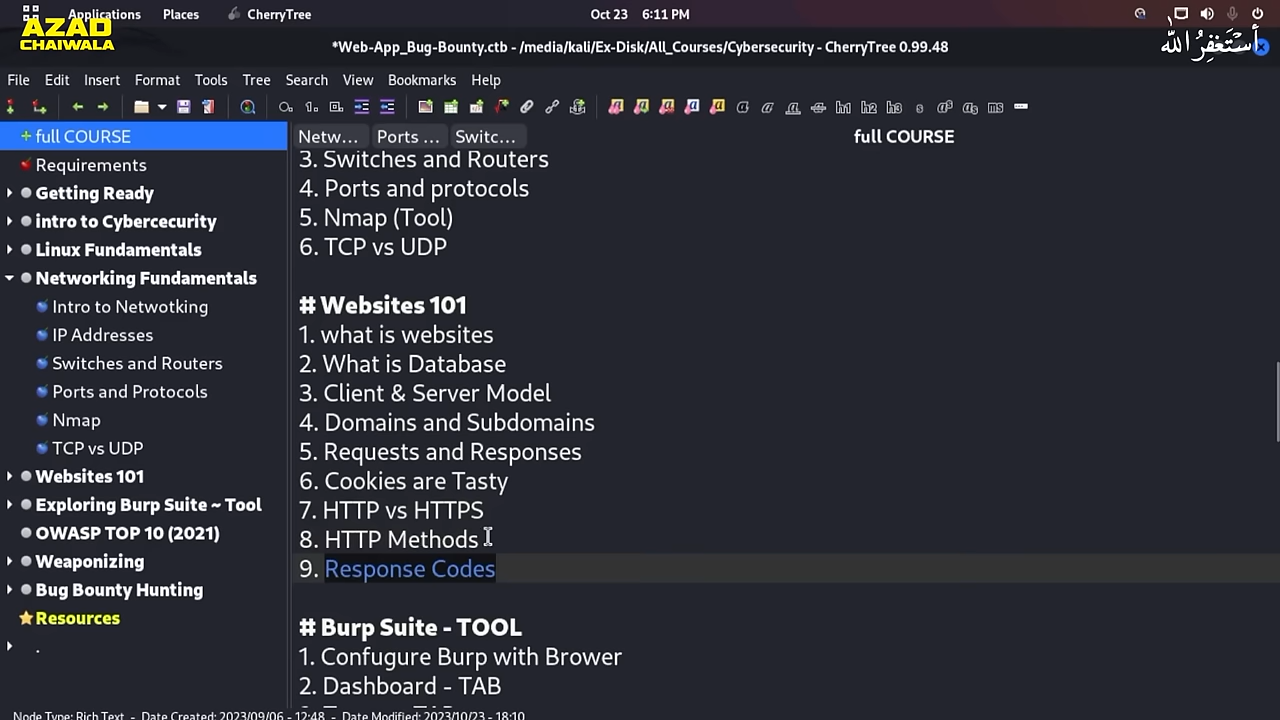 Applications Places CherryTree Oct 23 6:11 PM
AZAD
CHAIWALA
*Web-App_Bug-Bounty.ctb - /media/kali/Ex-Disk/All_Courses/Cybersecurity - CherryTree 0.99.48
أستغفر الله
File Edit Insert Format Tools Tree Search View Bookmarks Help
h1 h2 h3 s ms
full COURSE
Requirements
Getting Ready
intro to Cybercecurity
Linux Fundamentals
Networking Fundamentals
Intro to Netwotking
IP Addresses
Switches and Routers
Ports and Protocols
Nmap
TCP vs UDP
Websites 101
Exploring Burp Suite ~ Tool
OWASP TOP 10 (2021)
Weaponizing
Bug Bounty Hunting
Resources
.
Netw... Ports ... Switc... full COURSE
3. Switches and Routers
4. Ports and protocols
5. Nmap (Tool)
6. TCP vs UDP
# Websites 101
1. what is websites
2. What is Database
3. Client & Server Model
4. Domains and Subdomains
5. Requests and Responses
6. Cookies are Tasty
7. HTTP vs HTTPS
8. HTTP Methods
9. Response Codes
# Burp Suite - TOOL
1. Confugure Burp with Brower
2. Dashboard - TAB
Node Type: Rich Text - Date Created: 2023/09/06 - 12:48 - Date Modified: 2023/10/23 - 18:10